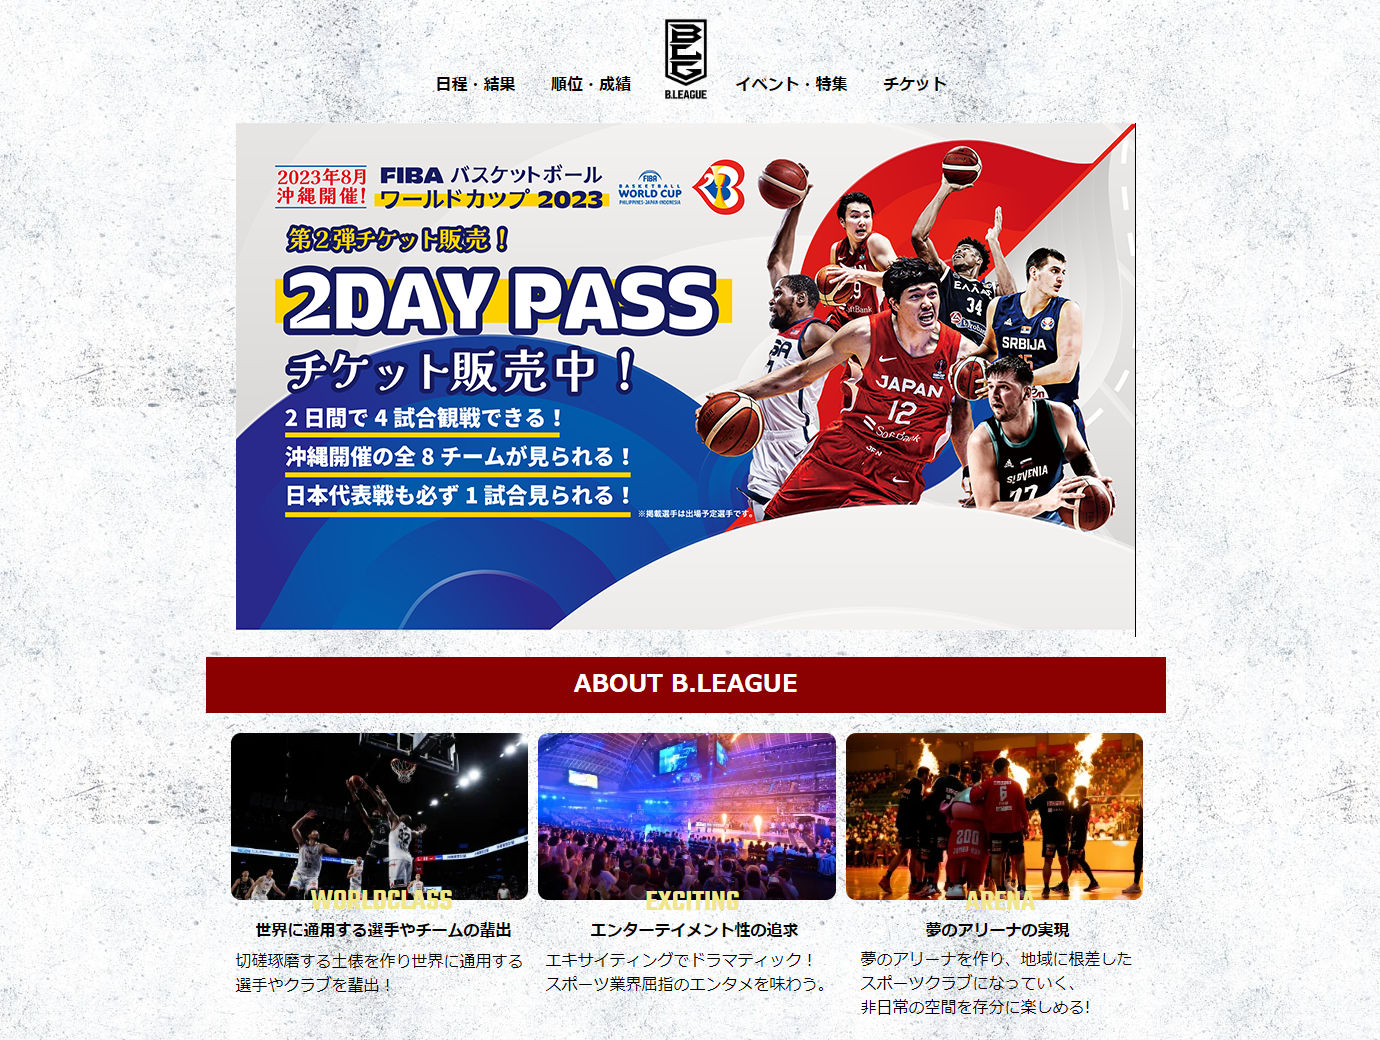 日程・結果
順位・成績
B.LEAGUE
イベント・特集
チケット
2023年8月
沖縄開催!
FIBA バスケットボール
ワールドカップ 2023
FIBA
BASKETBALL
WORLD CUP
PHILIPPINES·JAPAN·INDONESIA
第2弾チケット販売！
2DAY PASS
チケット販売中！
2日間で4試合観戦できる！
沖縄開催の全8チームが見られる！
日本代表戦も必ず1試合見られる！
※掲載選手は出場予定選手です。
9
SoftBank
ΕΛΛΑΣ
34
SRBIJA
JAPAN
12
SoftBank
JPN
SLOVENIA
77
ABOUT B.LEAGUE
WORLDCLASS
世界に通用する選手やチームの輩出
切磋琢磨する土俵を作り世界に通用する
選手やクラブを輩出！
EXCITING
エンターテイメント性の追求
エキサイティングでドラマティック！
スポーツ業界屈指のエンタメを味わう。
6
ARENA
夢のアリーナの実現
夢のアリーナを作り、地域に根差した
スポーツクラブになっていく、
非日常の空間を存分に楽しめる!